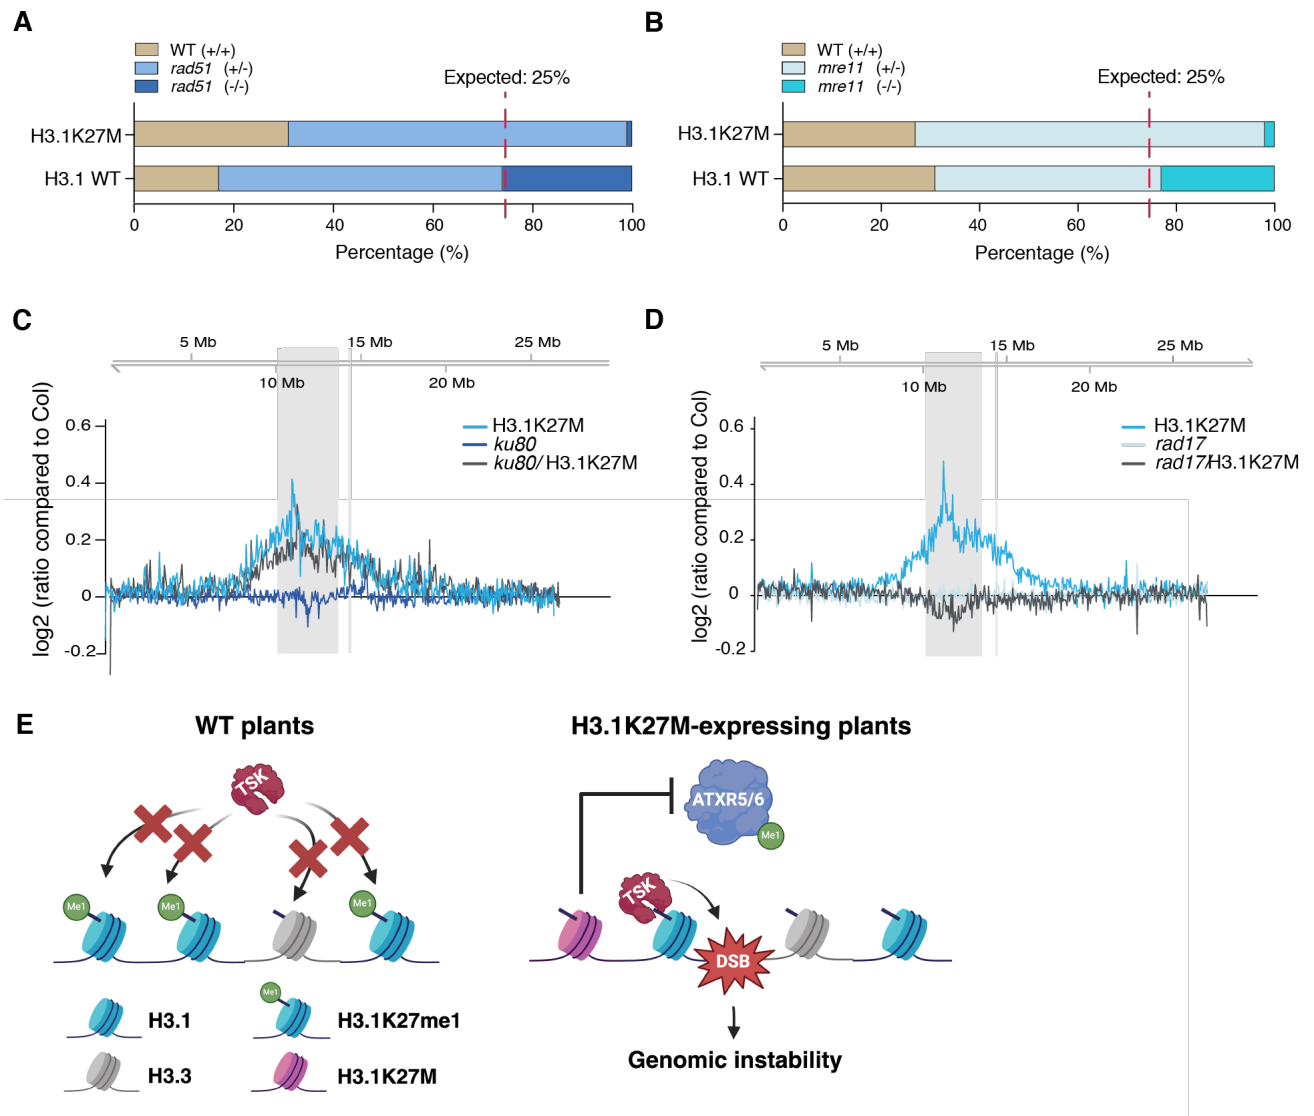 A
WT (+/+)
rad51 (+/-)
rad51 (-/-)
Expected: 25%
H3.1K27M
H3.1 WT
0 20 40 60 80 100
Percentage (%)
B
WT (+/+)
mre11 (+/-)
mre11 (-/-)
Expected: 25%
H3.1K27M
H3.1 WT
0 20 40 60 80 100
Percentage (%)
C
5 Mb 15 Mb 25 Mb
10 Mb 20 Mb
log2 (ratio compared to Col)
0.6
0.4
0.2
0
-0.2
H3.1K27M
ku80
ku80/H3.1K27M
D
5 Mb 15 Mb 25 Mb
10 Mb 20 Mb
log2 (ratio compared to Col)
0.6
0.4
0.2
0
-0.2
H3.1K27M
rad17
rad17/H3.1K27M
E
WT plants
TSK
Me1 Me1 Me1
H3.1
Me1
H3.1K27me1
H3.3
H3.1K27M
H3.1K27M-expressing plants
ATXR5/6
Me1
TSK
DSB
Genomic instability